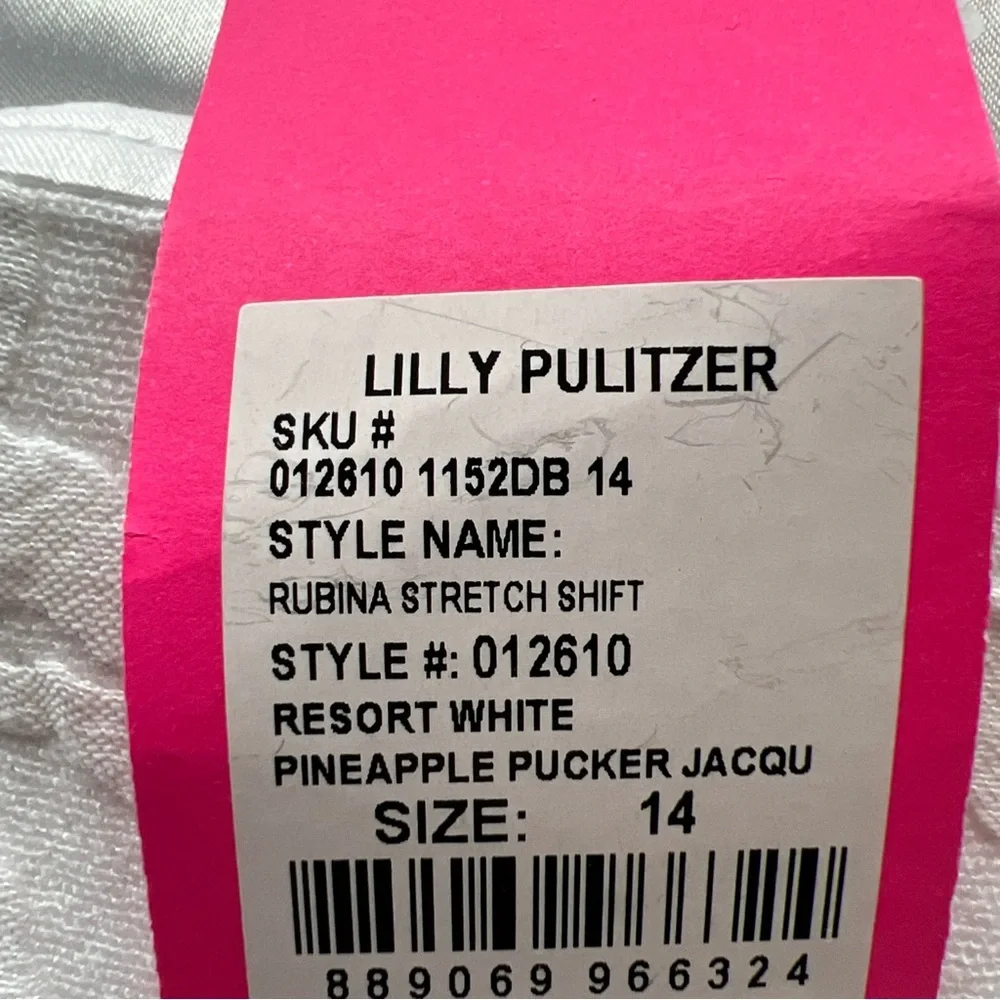 LILLY PULITZER
SKU #
012610 1152DB 14
STYLE NAME:
RUBINA STRETCH SHIFT
STYLE #: 012610
RESORT WHITE
PINEAPPLE PUCKER JACQU
SIZE: 14
889069 966324